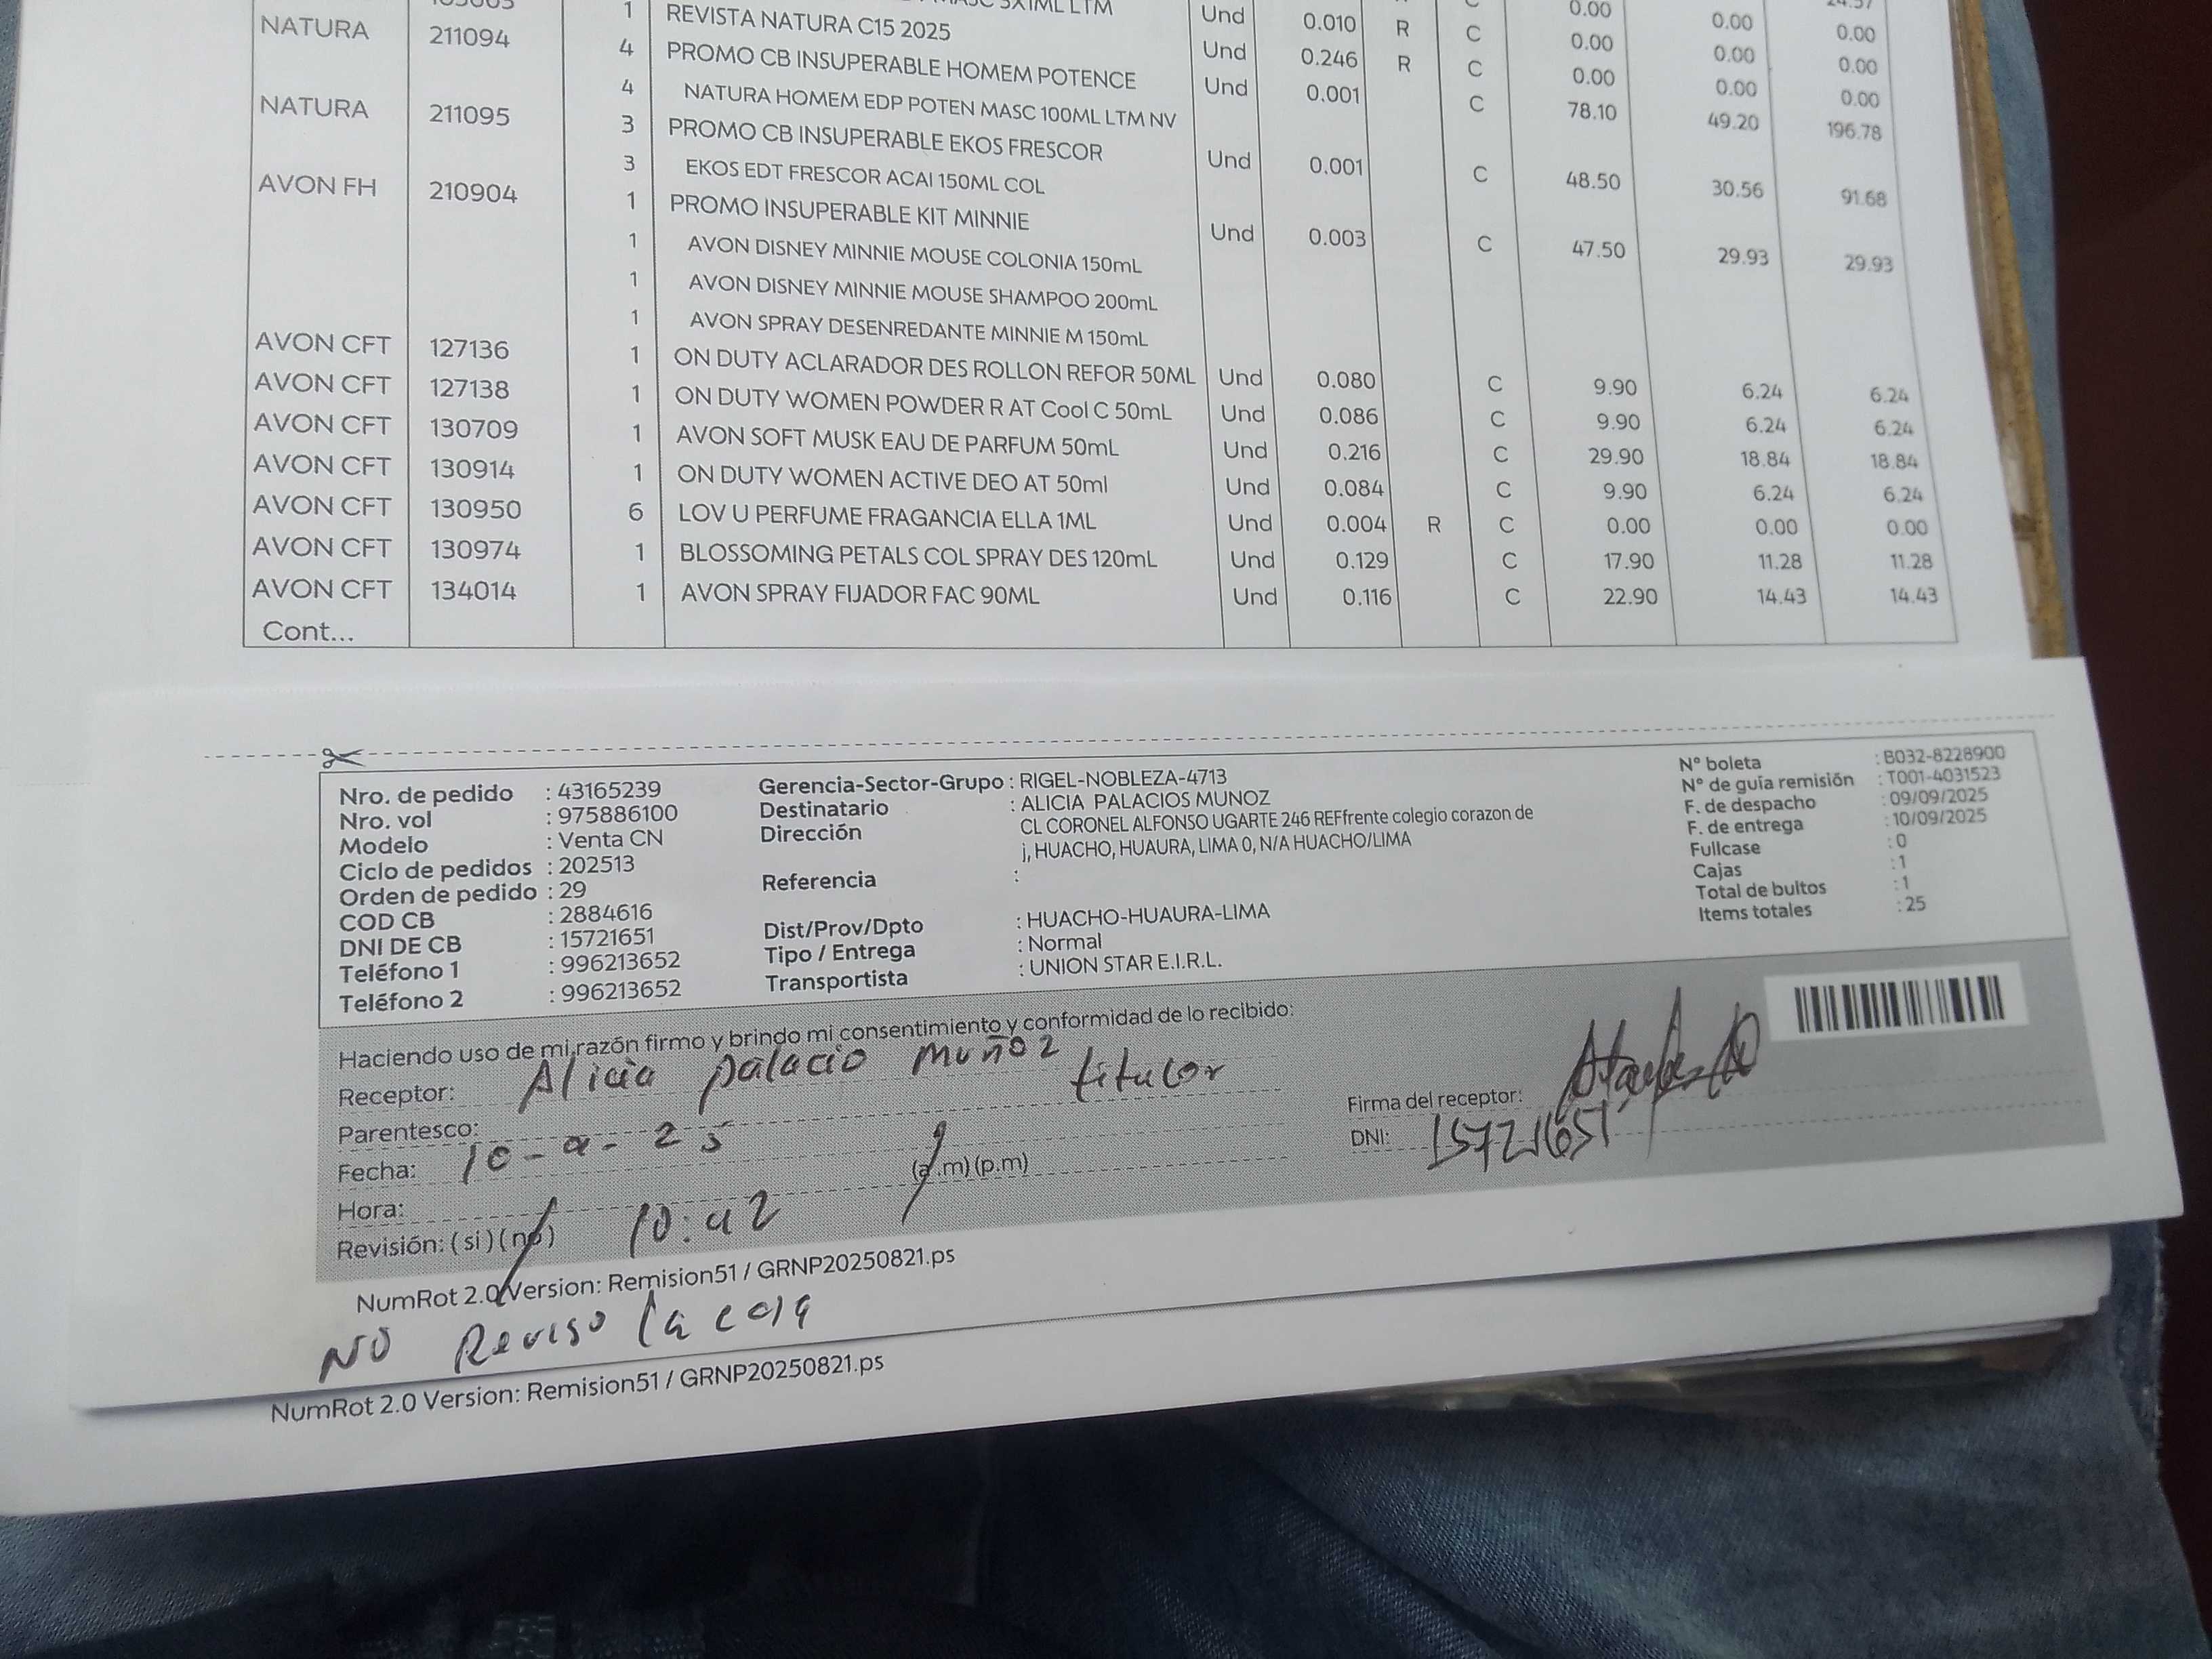 1 REVISTA NATURA C15 2025 Und 0.010 R C 0.00 0.00 0.00
NATURA 211094 4 PROMO CB INSUPERABLE HOMEM POTENCE Und 0.246 R C 0.00 0.00 0.00
4 NATURA HOMEM EDP POTEN MASC 100ML LTM NV Und 0.001 C 78.10 49.20 196.78
NATURA 211095 3 PROMO CB INSUPERABLE EKOS FRESCOR
3 EKOS EDT FRESCOR ACAI 150ML COL Und 0.001 C 48.50 30.56 91.68
AVON FH 210904 1 PROMO INSUPERABLE KIT MINNIE
1 AVON DISNEY MINNIE MOUSE COLONIA 150mL Und 0.003 C 47.50 29.93 29.93
1 AVON DISNEY MINNIE MOUSE SHAMPOO 200mL
1 AVON SPRAY DESENREDANTE MINNIE M 150mL
AVON CFT 127136 1 ON DUTY ACLARADOR DES ROLLON REFOR 50ML Und 0.080 C 9.90 6.24 6.24
AVON CFT 127138 1 ON DUTY WOMEN POWDER R AT Cool C 50mL Und 0.086 C 9.90 6.24 6.24
AVON CFT 130709 1 AVON SOFT MUSK EAU DE PARFUM 50mL Und 0.216 C 29.90 18.84 18.84
AVON CFT 130914 1 ON DUTY WOMEN ACTIVE DEO AT 50ml Und 0.084 C 9.90 6.24 6.24
AVON CFT 130950 6 LOV U PERFUME FRAGANCIA ELLA 1ML Und 0.004 R C 0.00 0.00 0.00
AVON CFT 130974 1 BLOSSOMING PETALS COL SPRAY DES 120mL Und 0.129 C 17.90 11.28 11.28
AVON CFT 134014 1 AVON SPRAY FIJADOR FAC 90ML Und 0.116 C 22.90 14.43 14.43
Cont...
Nro. de pedido : 43165239
Nro. vol : 975886100
Modelo : Venta CN
Ciclo de pedidos : 202513
Orden de pedido : 29
COD CB : 2884616
DNI DE CB : 15721651
Teléfono 1 : 996213652
Teléfono 2 : 996213652
Gerencia-Sector-Grupo : RIGEL-NOBLEZA-4713
Destinatario : ALICIA PALACIOS MUNOZ
Dirección CL CORONEL ALFONSO UGARTE 246 REFfrente colegio corazon de
j, HUACHO, HUAURA, LIMA 0, N/A HUACHO/LIMA
Referencia :
Dist/Prov/Dpto : HUACHO-HUAURA-LIMA
Tipo / Entrega : Normal
Transportista : UNION STAR E.I.R.L.
N° boleta : B032-8228900
N° de guía remisión : T001-4031523
F. de despacho : 09/09/2025
F. de entrega : 10/09/2025
Fullcase : 0
Cajas : 1
Total de bultos : 1
Items totales : 25
Haciendo uso de mi razón firmo y brindo mi consentimiento y conformidad de lo recibido:
Receptor: Alicia palacio muñoz
Parentesco: titular
Fecha: 10-9-25
Hora: 10:42 (a.m) (p.m)
Revisión: (si) (no)
Firma del receptor:
DNI: 15721651
NumRot 2.0 Version: Remision51 / GRNP20250821.ps
NO Reviso la caja
NumRot 2.0 Version: Remision51 / GRNP20250821.ps